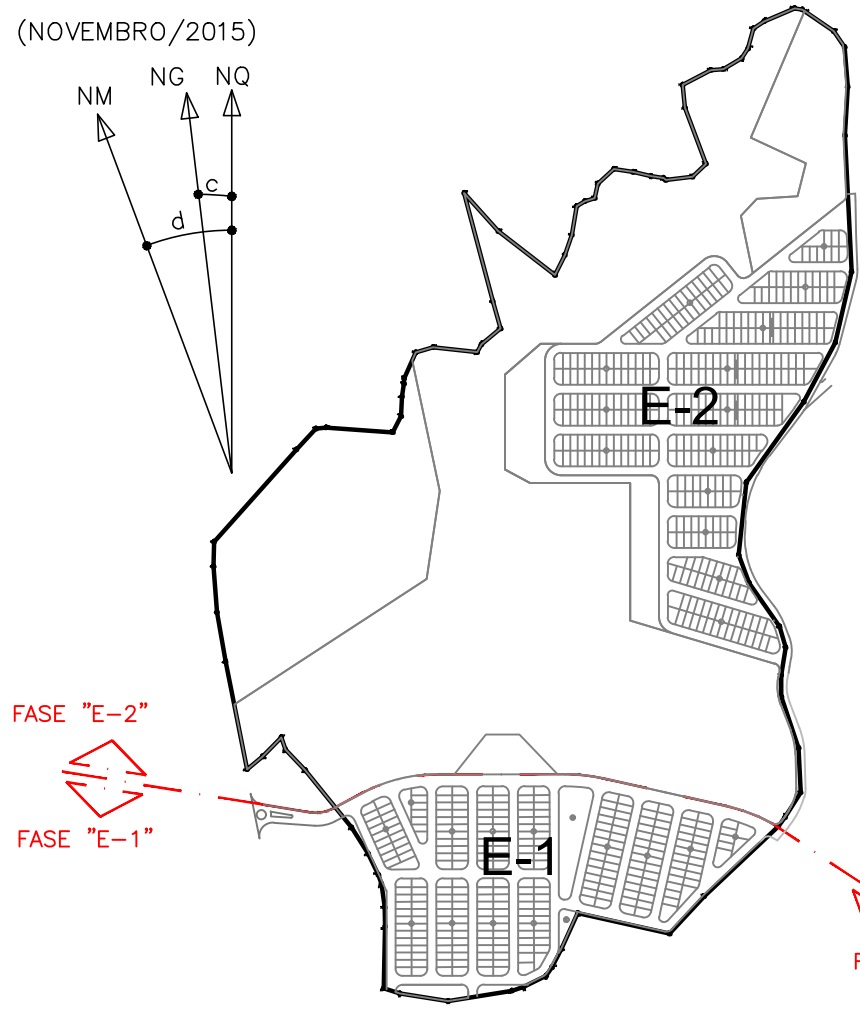 (NOVEMBRO/2015)
NM NG NQ
c
d
E-2
FASE "E-2"
FASE "E-1"
E-1
F